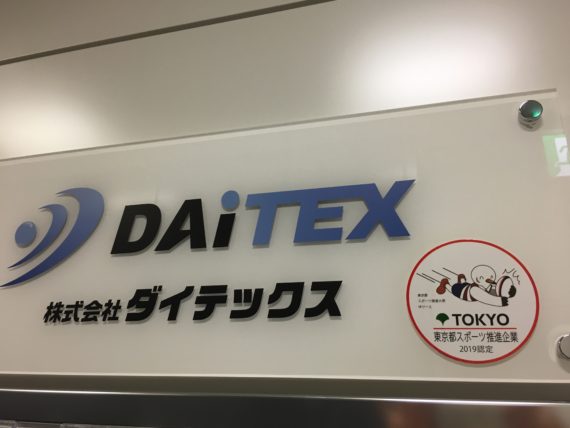 DAiTEX
株式会社 ダイテックス
TOKYO
東京都スポーツ推進企業
2019認定